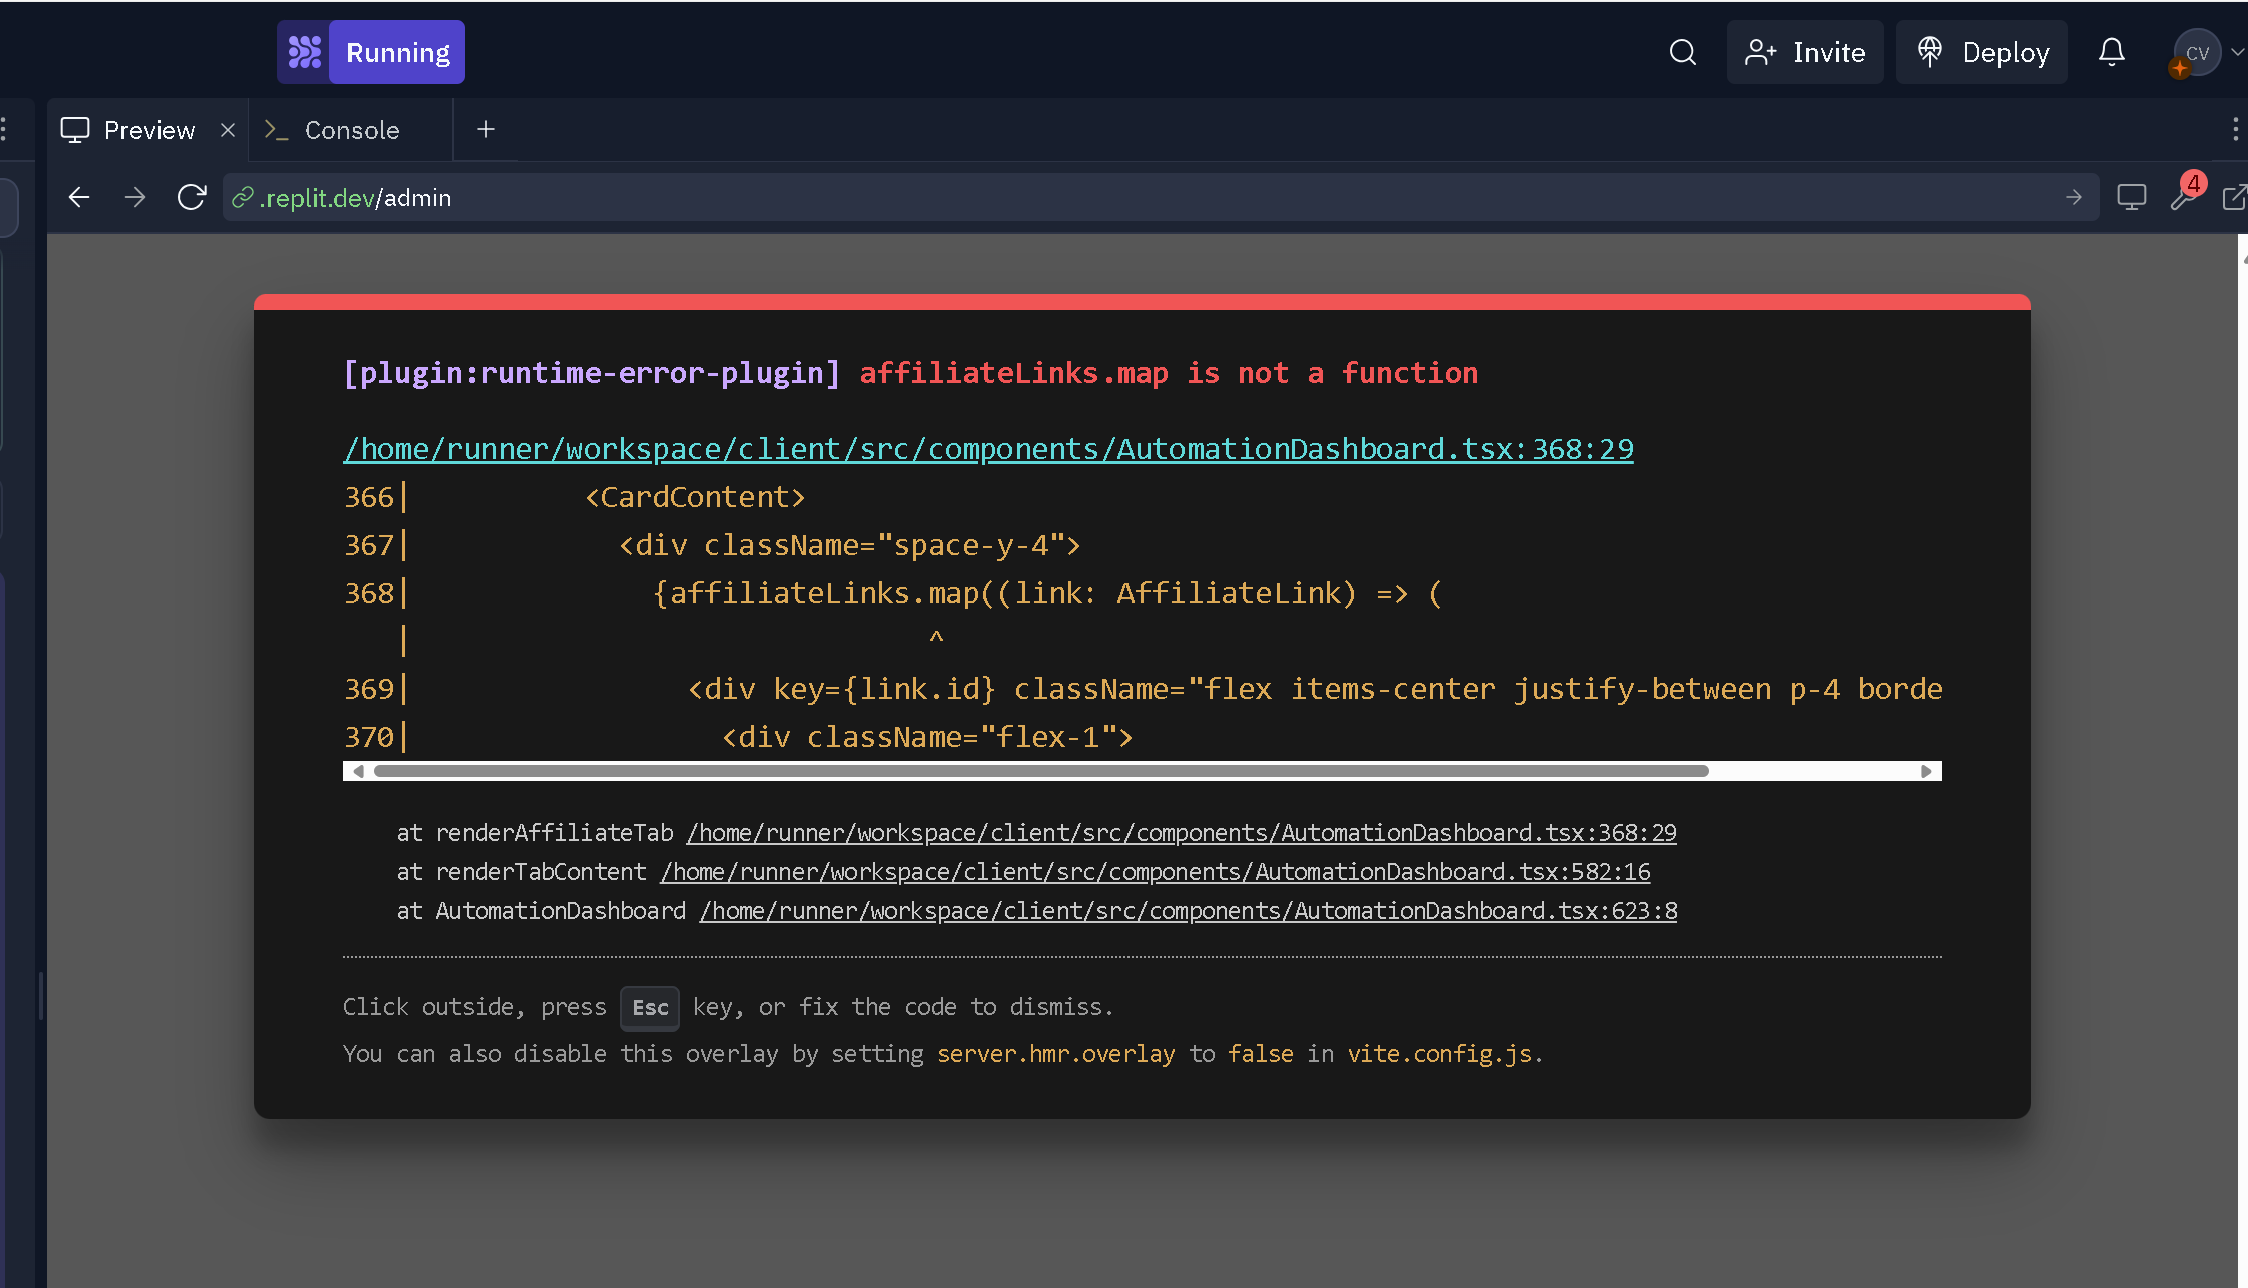 Running
Invite
Deploy
CV
Preview
Console
.replit.dev/admin
4
[plugin:runtime-error-plugin] affiliateLinks.map is not a function
/home/runner/workspace/client/src/components/AutomationDashboard.tsx:368:29
366|          <CardContent>
367|            <div className="space-y-4">
368|              {affiliateLinks.map((link: AffiliateLink) => (
   |                              ^
369|                <div key={link.id} className="flex items-center justify-between p-4 borde
370|                  <div className="flex-1">
at renderAffiliateTab /home/runner/workspace/client/src/components/AutomationDashboard.tsx:368:29
at renderTabContent /home/runner/workspace/client/src/components/AutomationDashboard.tsx:582:16
at AutomationDashboard /home/runner/workspace/client/src/components/AutomationDashboard.tsx:623:8
Click outside, press Esc key, or fix the code to dismiss.
You can also disable this overlay by setting server.hmr.overlay to false in vite.config.js.